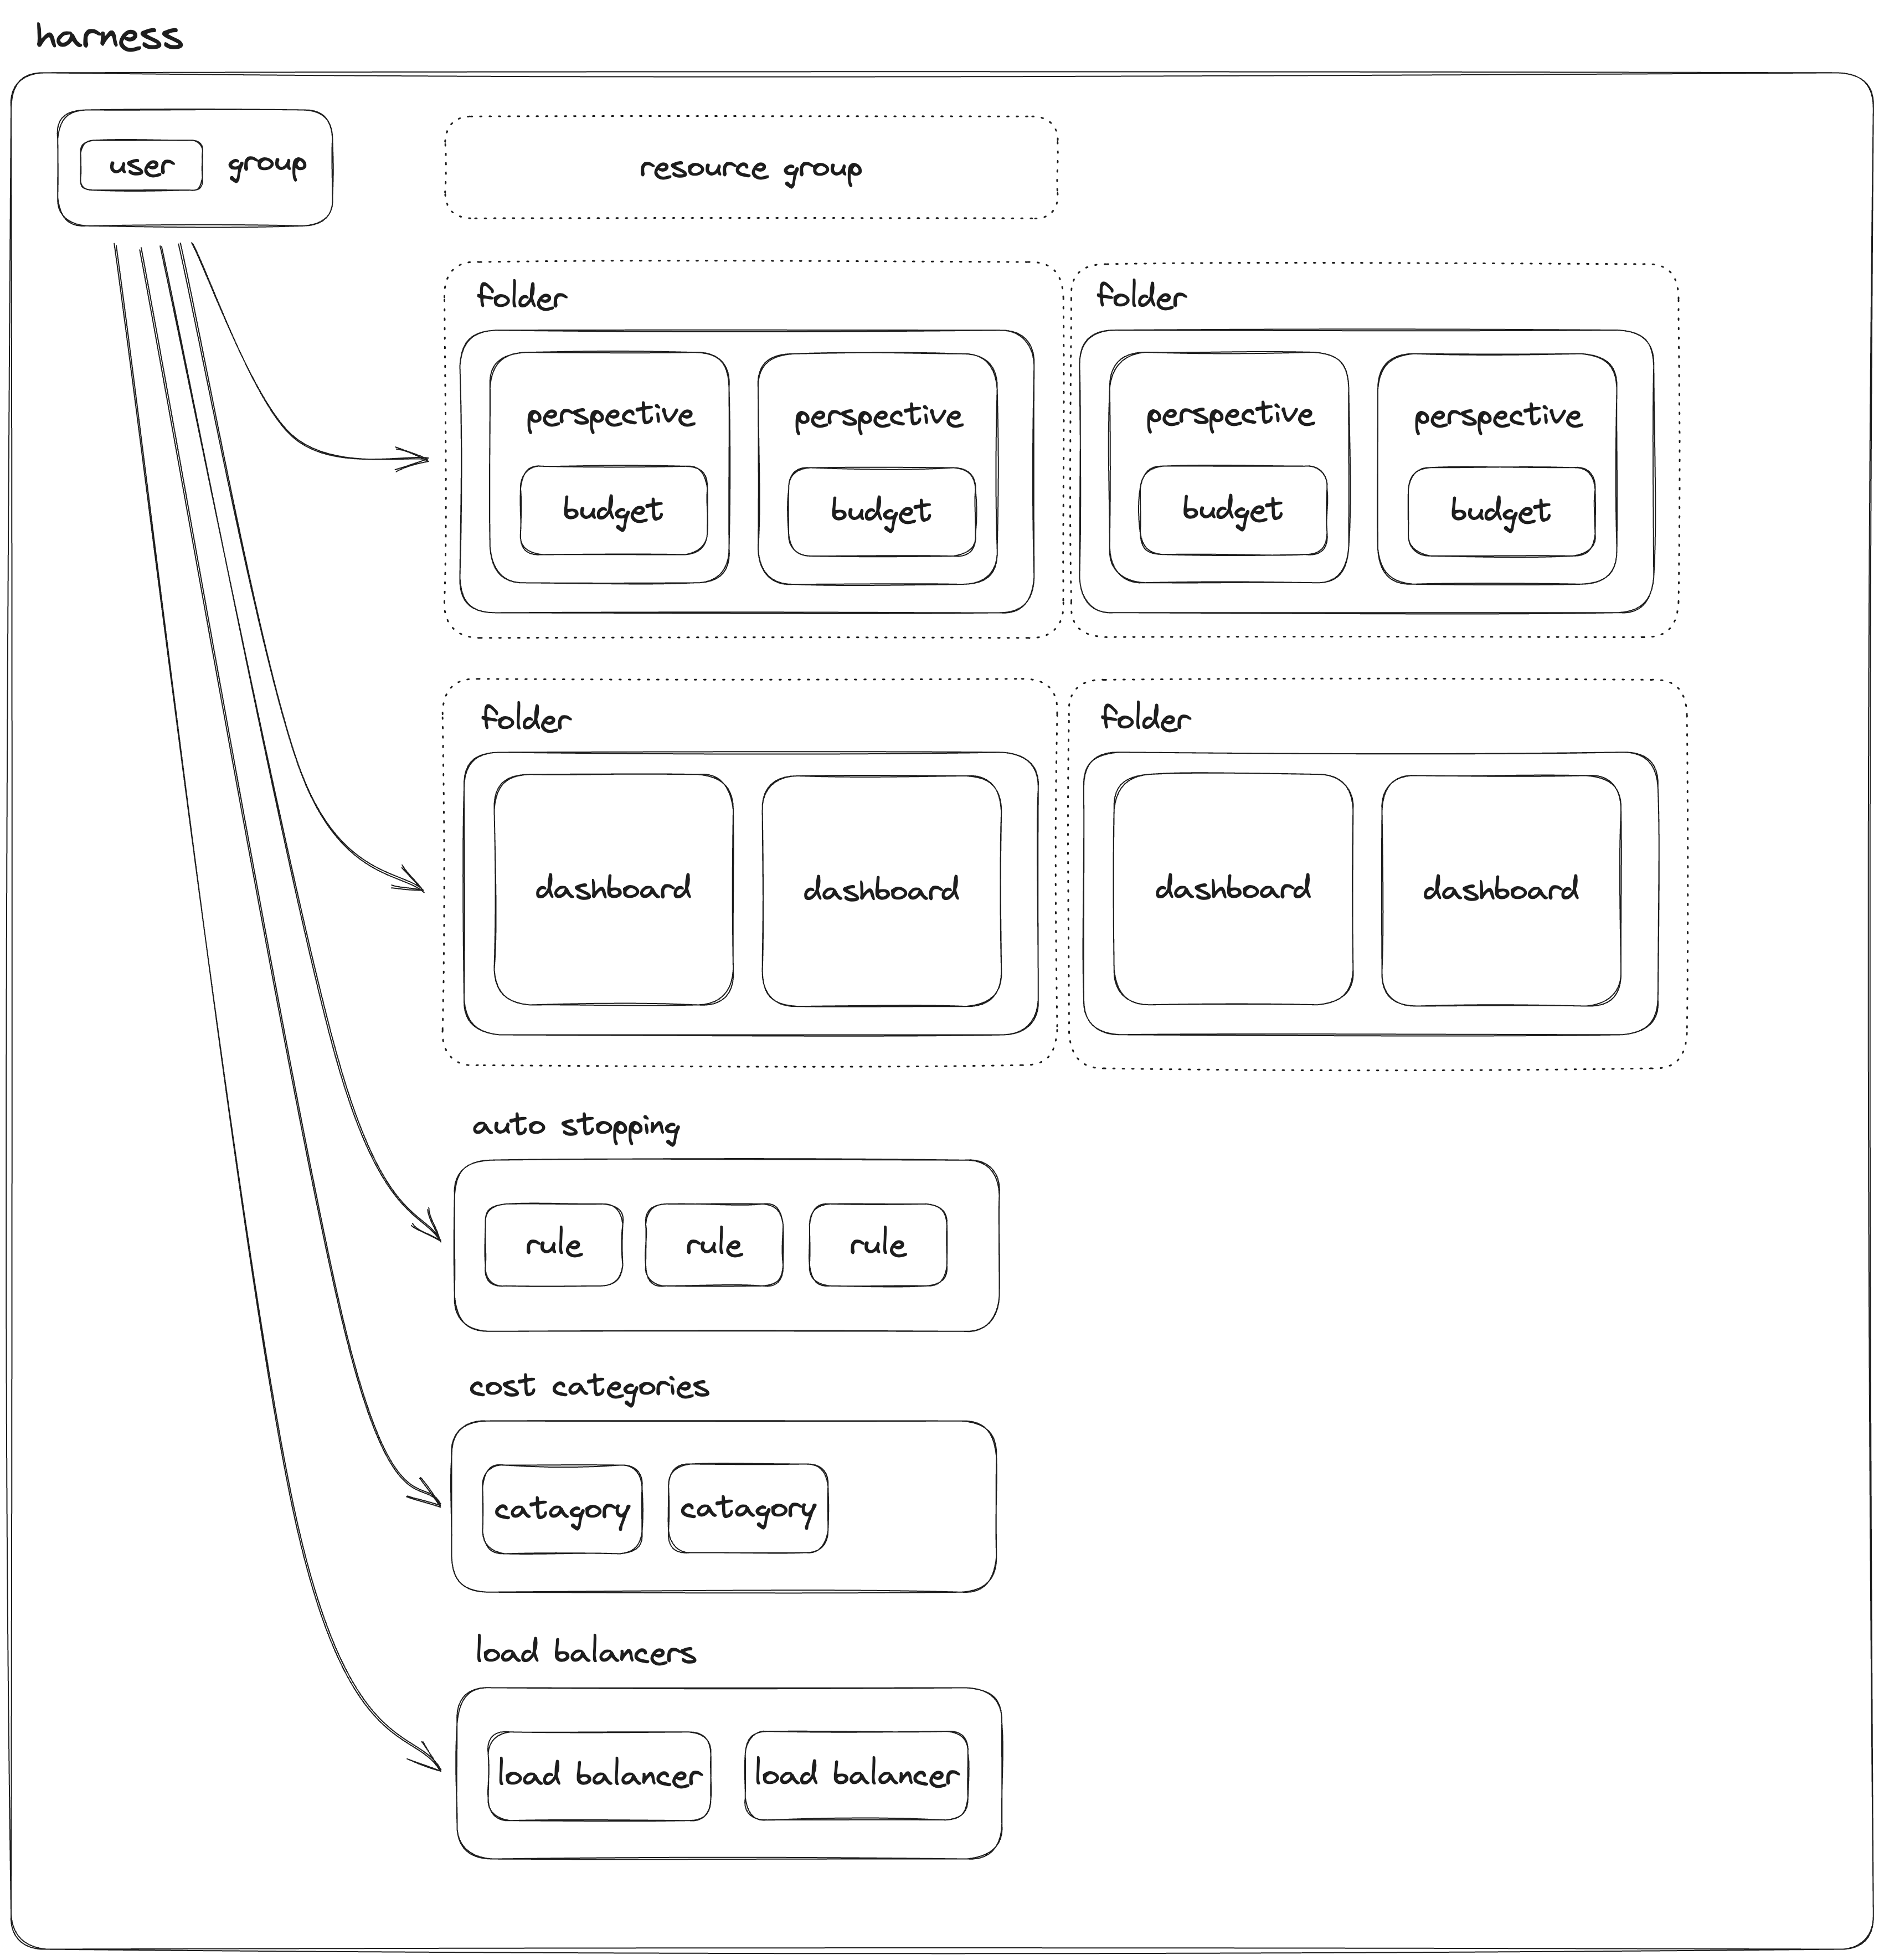 harness
user
group
resource group
folder
folder
perspective
perspective
perspective
perspective
budget
budget
budget
budget
folder
folder
dashboard
dashboard
dashboard
dashboard
auto stopping
rule
rule
rule
cost categories
catagory
catagory
load balancers
load balancer
load balancer